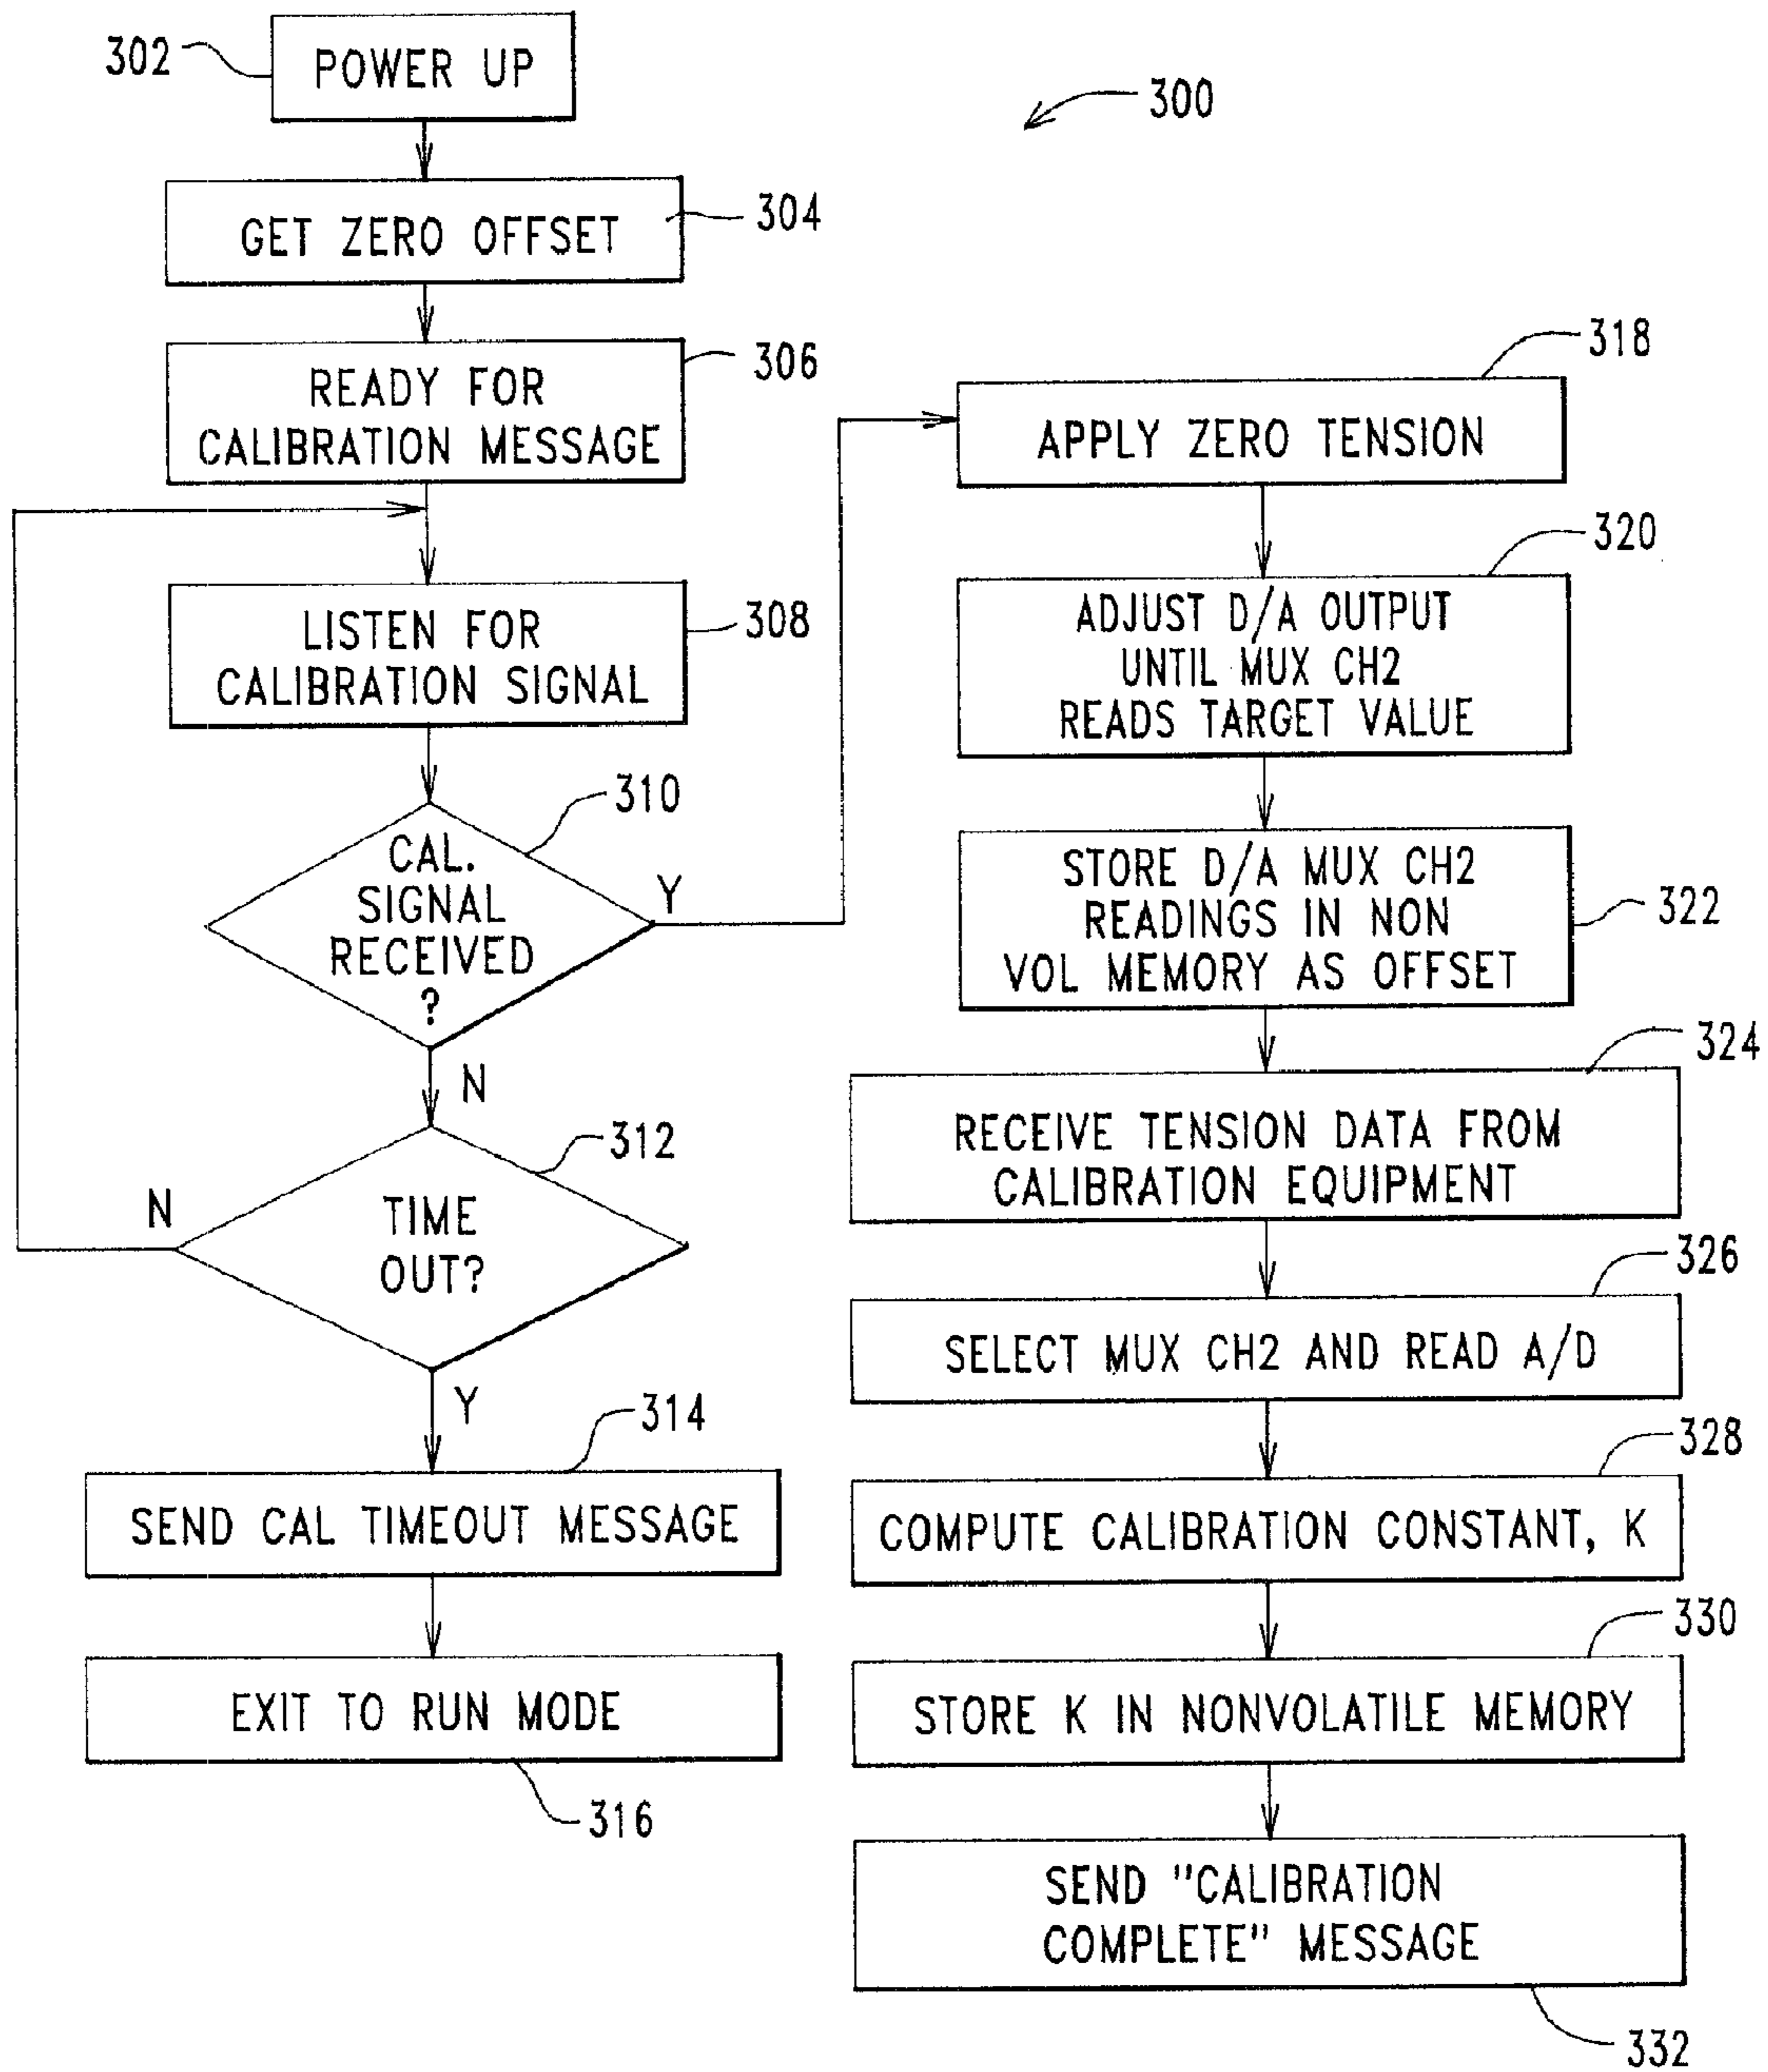 302
POWER UP
300
304
GET ZERO OFFSET
306
READY FOR
CALIBRATION MESSAGE
308
LISTEN FOR
CALIBRATION SIGNAL
310
CAL.
SIGNAL
RECEIVED
?
Y
N
312
TIME
OUT?
N
Y
314
SEND CAL TIMEOUT MESSAGE
EXIT TO RUN MODE
316
318
APPLY ZERO TENSION
320
ADJUST D/A OUTPUT
UNTIL MUX CH2
READS TARGET VALUE
STORE D/A MUX CH2
READINGS IN NON
VOL MEMORY AS OFFSET
322
324
RECEIVE TENSION DATA FROM
CALIBRATION EQUIPMENT
326
SELECT MUX CH2 AND READ A/D
328
COMPUTE CALIBRATION CONSTANT, K
330
STORE K IN NONVOLATILE MEMORY
SEND "CALIBRATION
COMPLETE" MESSAGE
332